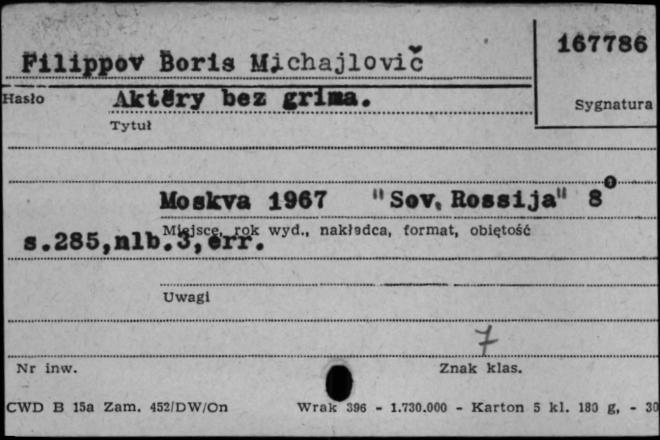 167786
Filippov Boris Michajlovič
Hasło
Aktëry bez grima.
Sygnatura
Tytuł
Moskva 1967 "Sov. Rossija" 8°
Miejsce, rok wyd., nakładca, format, obiętość
s.285,nlb.3,err.
Uwagi
7
Nr inw.
Znak klas.
CWD B 15a Zam. 452/DW/On Wrak 396 - 1.730.000 - Karton 5 kl. 180 g, - 30